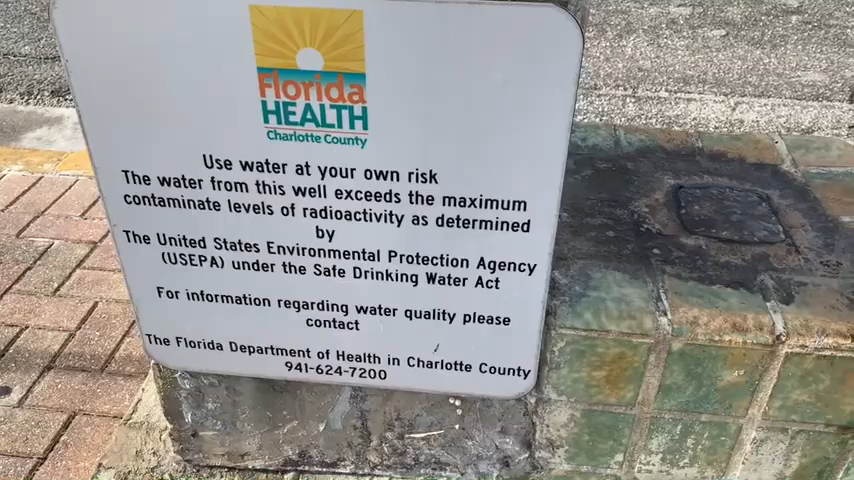 Florida
HEALTH
Charlotte County
Use water at your own risk
The water from this well exceeds the maximum
contaminate levels of radioactivity as determined
by
The United States Environmental Protection Agency
(USEPA) under the Safe Drinking Water Act
For information regarding water quality please
contact
The Florida Department of Health in Charlotte County
941-624-7200